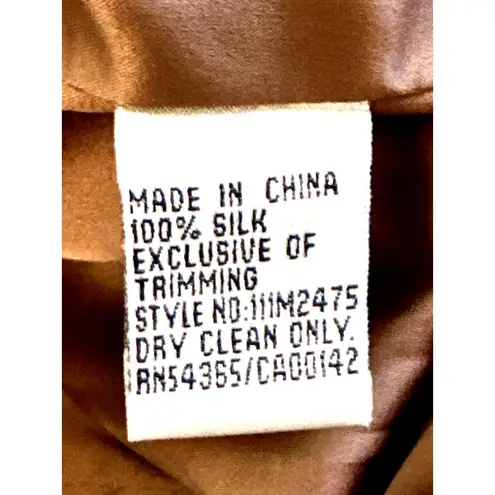 MADE IN CHINA
100% SILK
EXCLUSIVE OF
TRIMMING
STYLE NO:111M2475
DRY CLEAN ONLY.
RN54365/CA00142